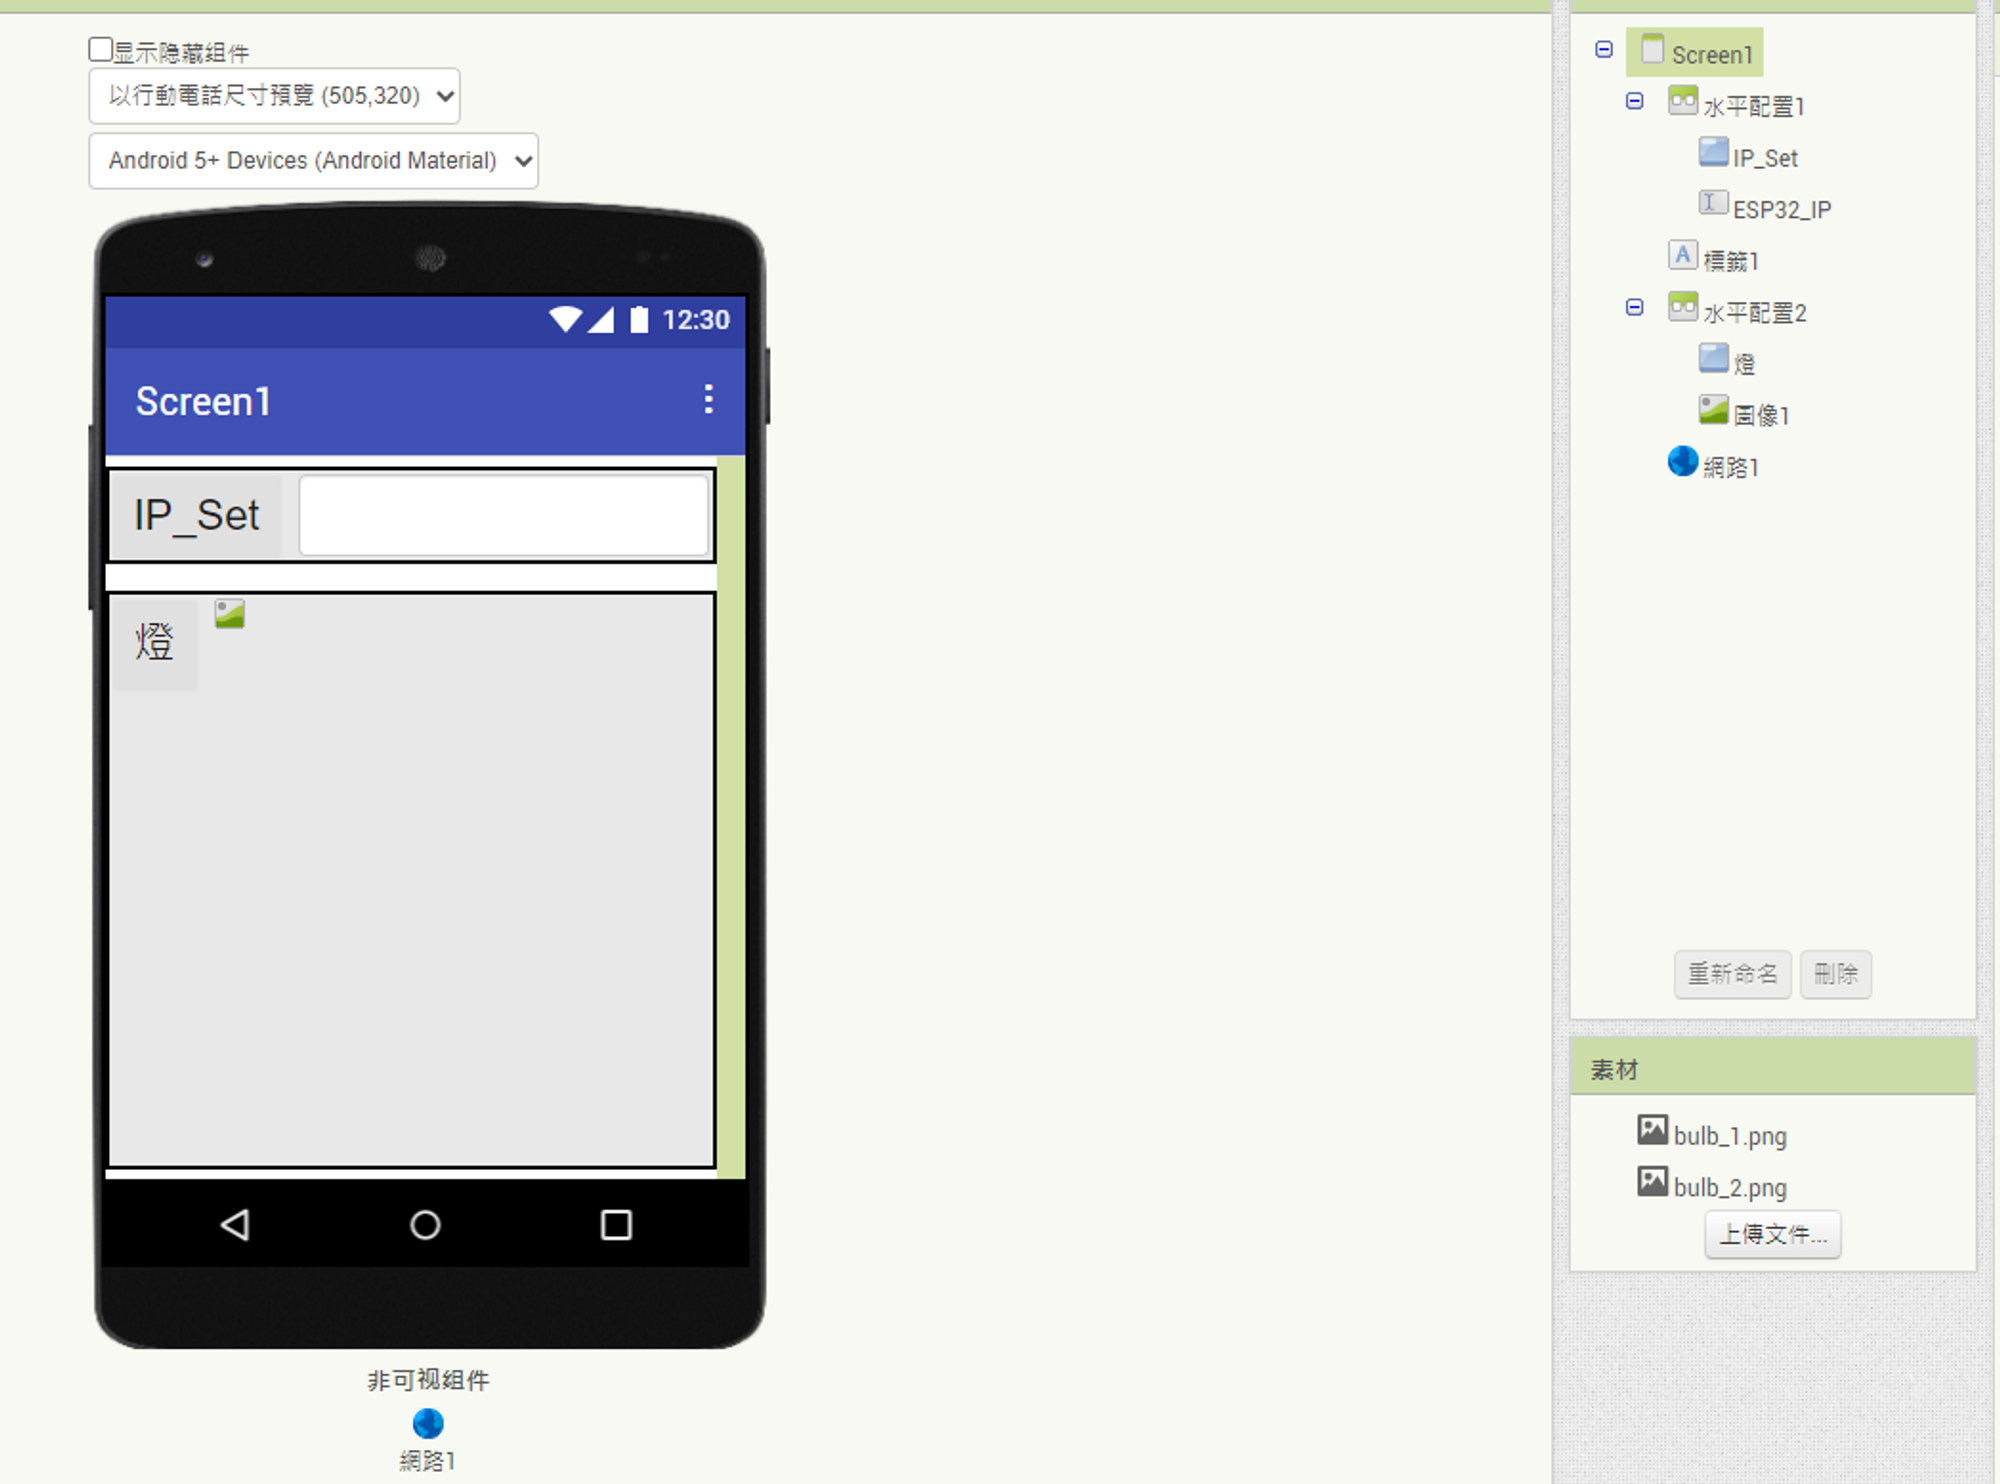 显示隐藏组件
以行動電話尺寸預覽 (505,320)
Android 5+ Devices (Android Material)
12:30
Screen1
IP_Set
燈
非可视组件
網路1
Screen1
水平配置1
IP_Set
ESP32_IP
標籤1
水平配置2
燈
圖像1
網路1
重新命名 刪除
素材
bulb_1.png
bulb_2.png
上傳文件...